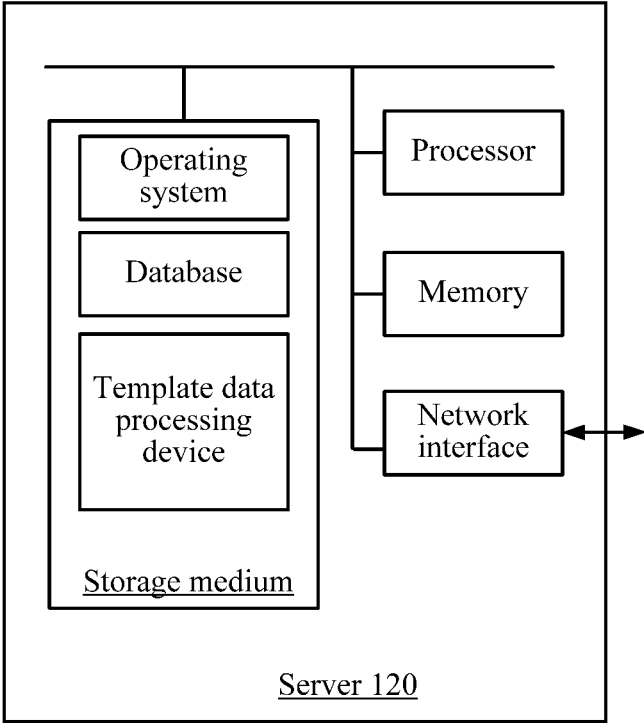 Operating
system
Database
Template data
processing
device
Storage medium
Processor
Memory
Network
interface
Server 120